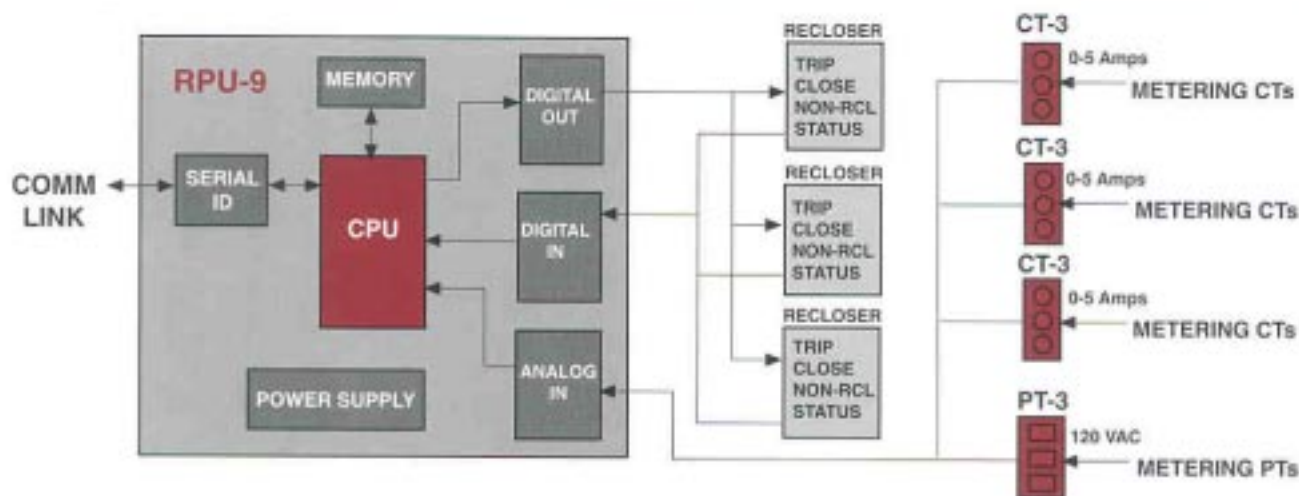 RPU-9
MEMORY
DIGITAL
OUT
SERIAL
ID
CPU
DIGITAL
IN
ANALOG
IN
POWER SUPPLY
COMM
LINK
RECLOSER
TRIP
CLOSE
NON-RCL
STATUS
RECLOSER
TRIP
CLOSE
NON-RCL
STATUS
RECLOSER
TRIP
CLOSE
NON-RCL
STATUS
CT-3
0-5 Amps
METERING CTs
CT-3
0-5 Amps
METERING CTs
CT-3
0-5 Amps
METERING CTs
PT-3
120 VAC
METERING PTs